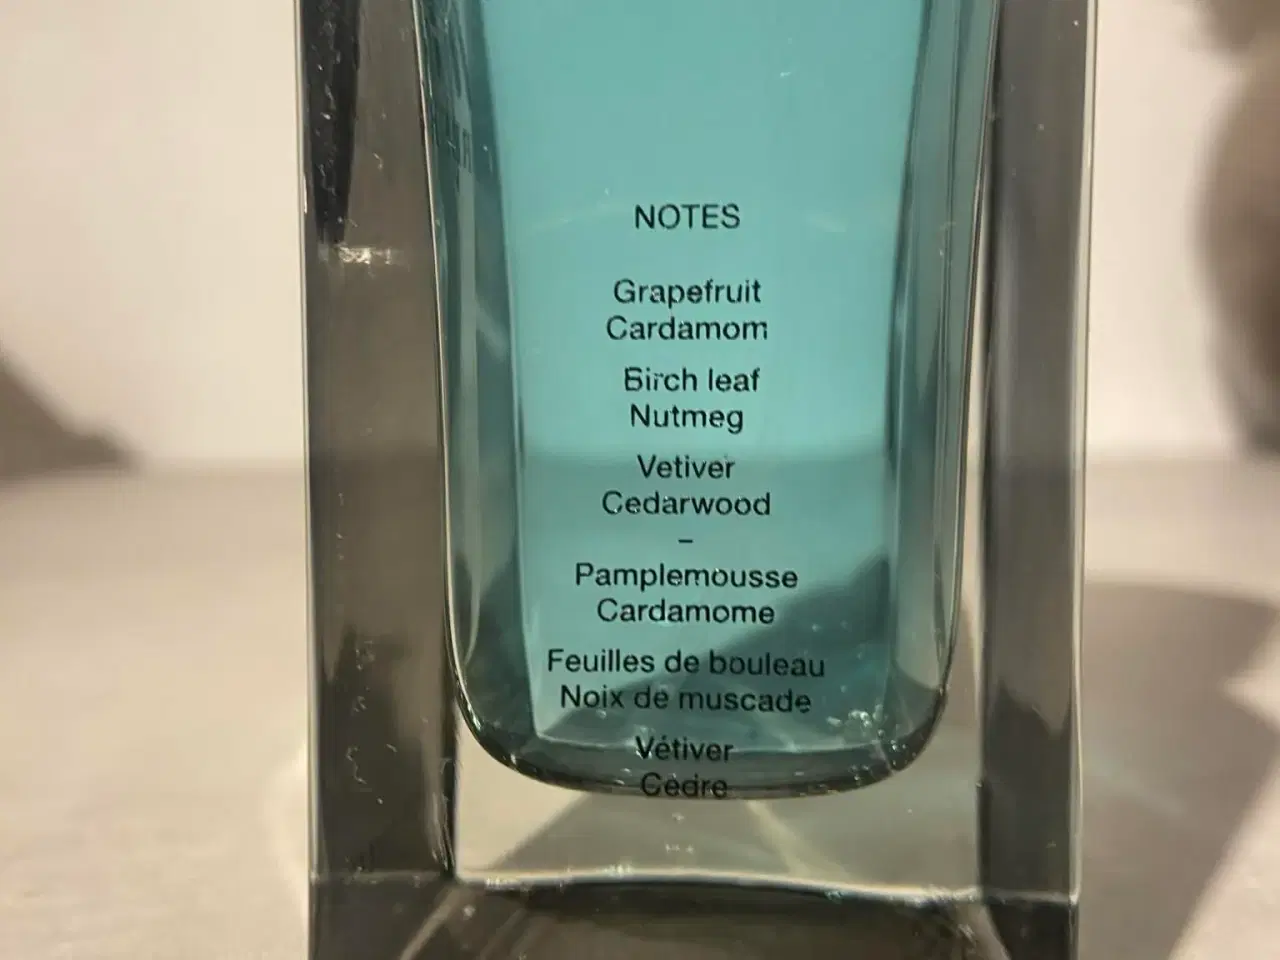 NOTES
Grapefruit
Cardamom
Birch leaf
Nutmeg
Vetiver
Cedarwood
–
Pamplemousse
Cardamome
Feuilles de bouleau
Noix de muscade
Vétiver
Cèdre